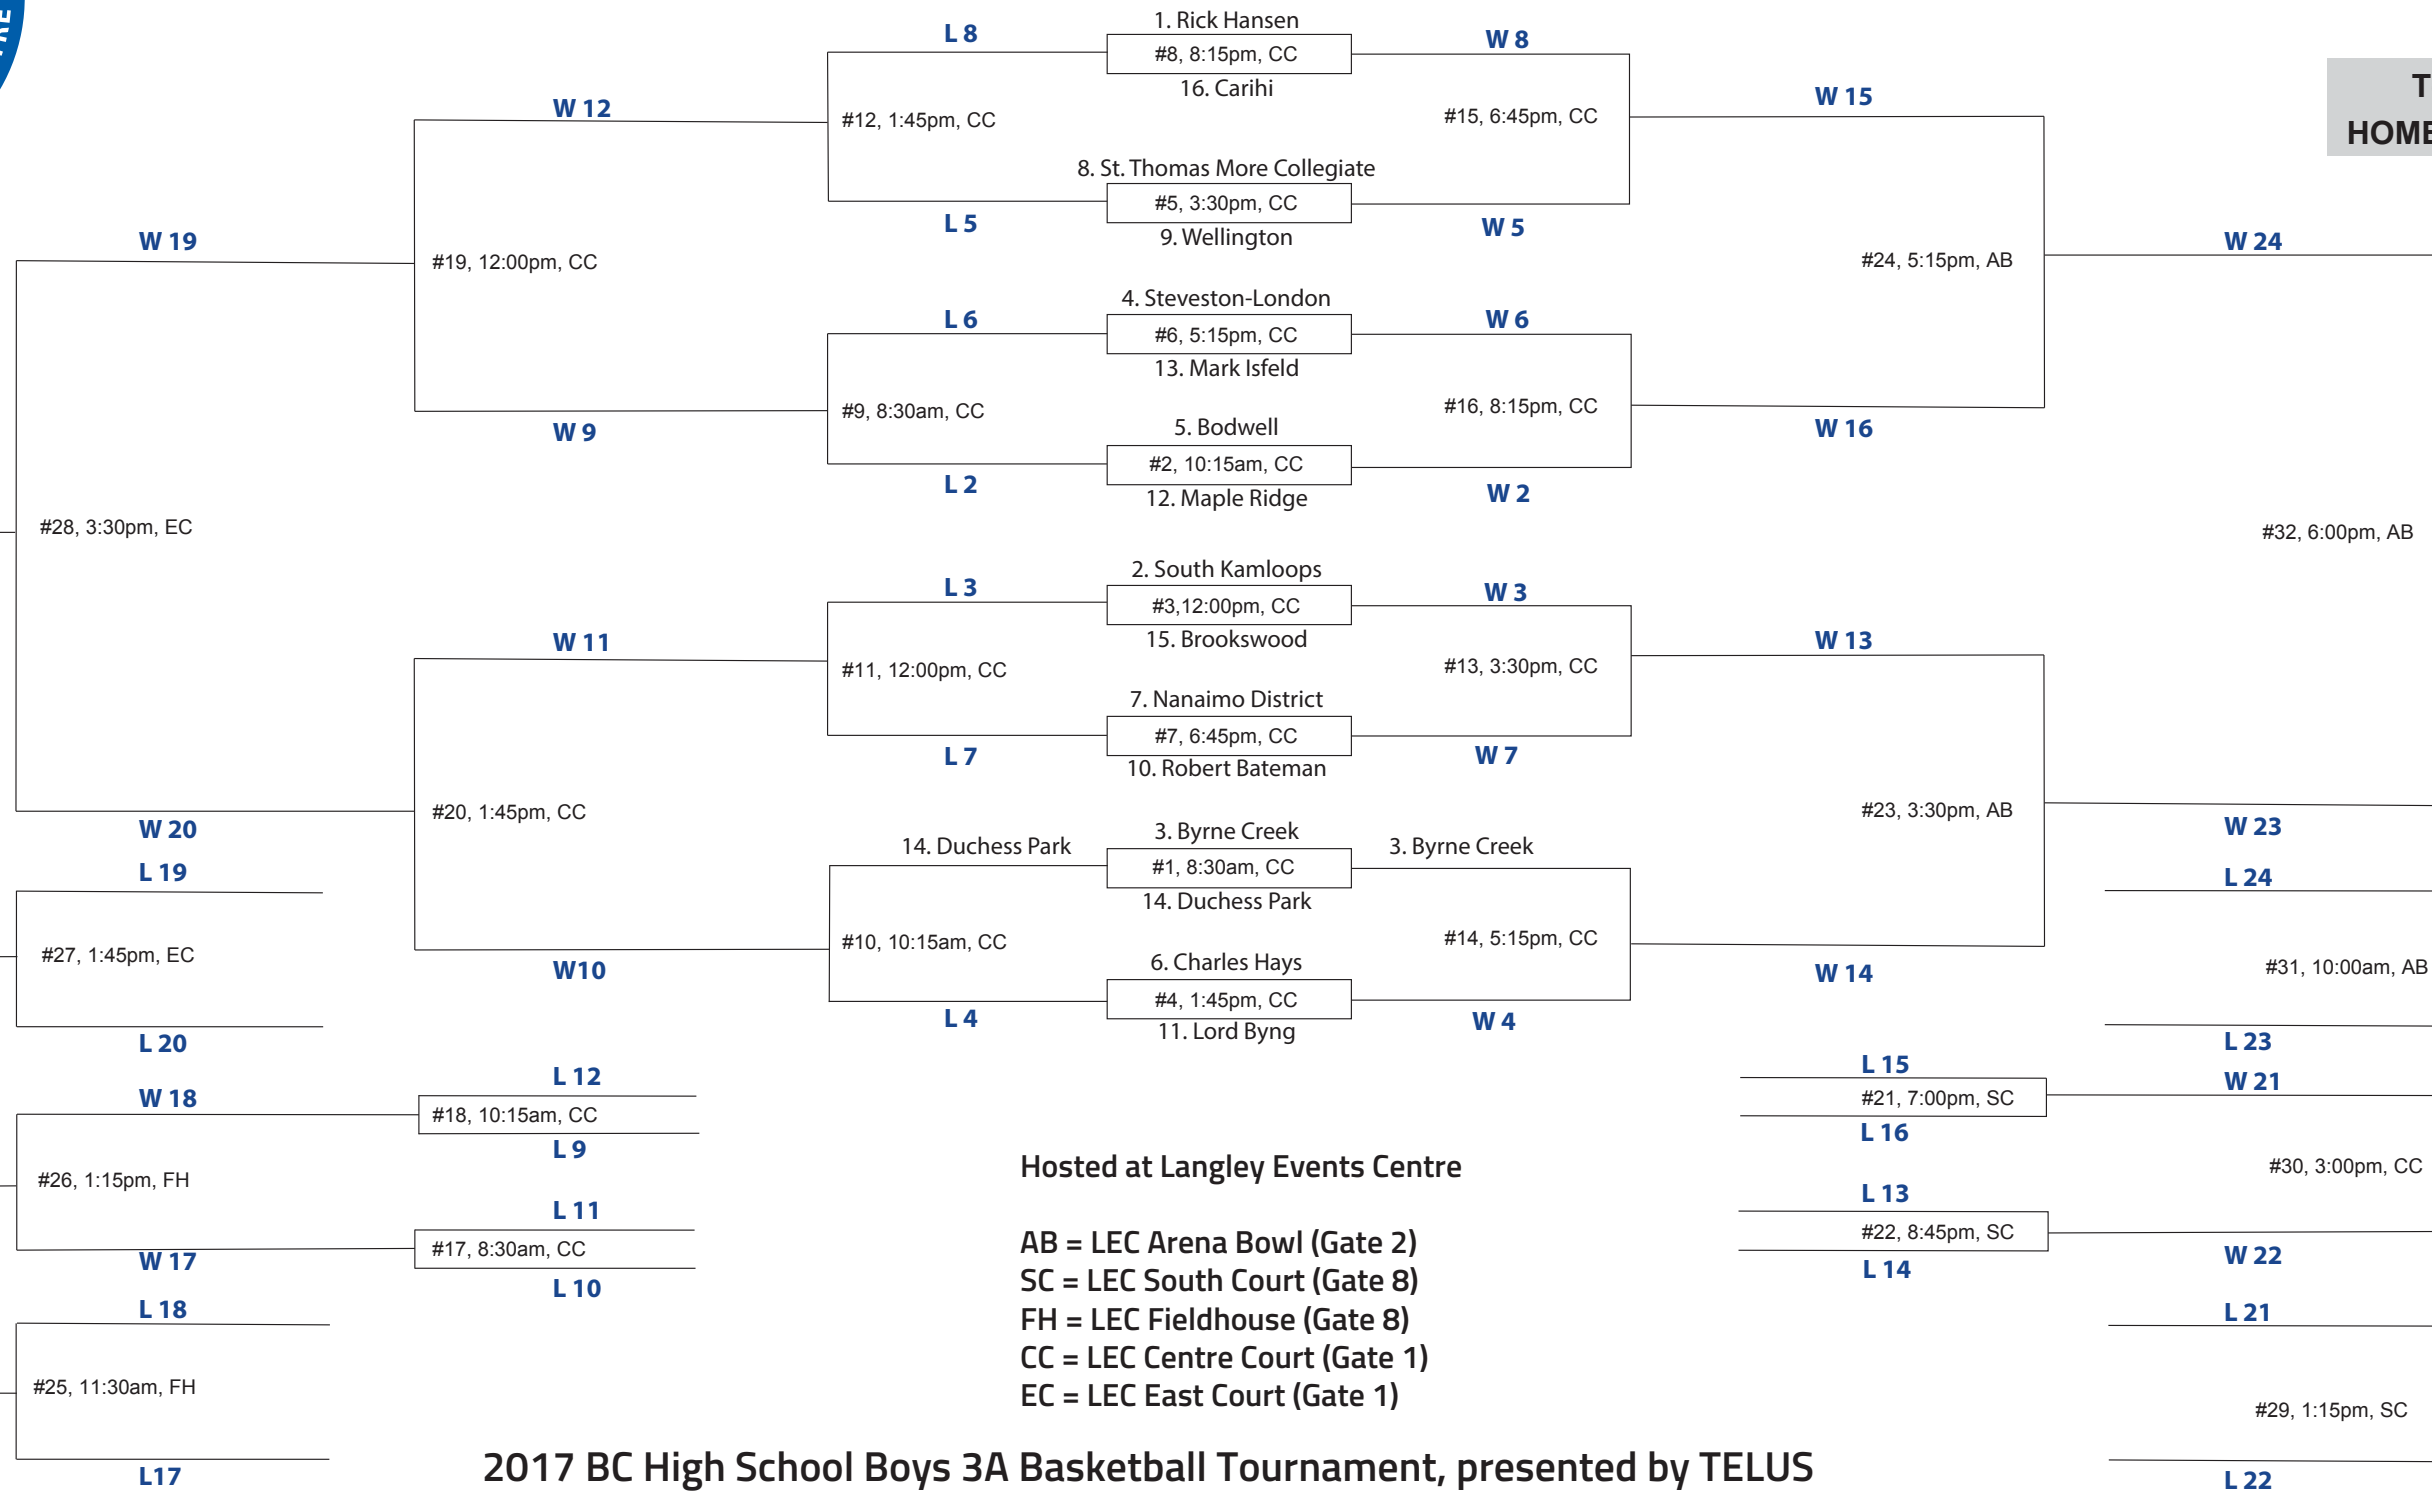 L 8
1. Rick Hansen
#8, 8:15pm, CC
16. Carihi
W 8
W 12
#12, 1:45pm, CC
#15, 6:45pm, CC
W 15
HOME
8. St. Thomas More Collegiate
#5, 3:30pm, CC
9. Wellington
L 5
W 5
W 19
#19, 12:00pm, CC
#24, 5:15pm, AB
W 24
4. Steveston-London
L 6
#6, 5:15pm, CC
W 6
13. Mark Isfeld
#9, 8:30am, CC
#16, 8:15pm, CC
W 9
5. Bodwell
W 16
#2, 10:15am, CC
L 2
12. Maple Ridge
W 2
#28, 3:30pm, EC
#32, 6:00pm, AB
2. South Kamloops
L 3
#3,12:00pm, CC
W 3
15. Brookswood
W 11
#11, 12:00pm, CC
#13, 3:30pm, CC
W 13
7. Nanaimo District
#7, 6:45pm, CC
L 7
W 7
10. Robert Bateman
#20, 1:45pm, CC
#23, 3:30pm, AB
W 20
W 23
3. Byrne Creek
14. Duchess Park
3. Byrne Creek
#1, 8:30am, CC
14. Duchess Park
L 19
L 24
#10, 10:15am, CC
#14, 5:15pm, CC
#27, 1:45pm, EC
#31, 10:00am, AB
W10
6. Charles Hays
W 14
#4, 1:45pm, CC
L 4
11. Lord Byng
W 4
L 20
L 23
L 12
L 15
W 18
#18, 10:15am, CC
#21, 7:00pm, SC
W 21
L 9
L 16
#26, 1:15pm, FH
#30, 3:00pm, CC
L 11
L 13
#17, 8:30am, CC
#22, 8:45pm, SC
W 17
W 22
L 10
L 14
Hosted at Langley Events Centre
AB = LEC Arena Bowl (Gate 2)
SC = LEC South Court (Gate 8)
FH = LEC Fieldhouse (Gate 8)
CC = LEC Centre Court (Gate 1)
EC = LEC East Court (Gate 1)
L 18
L 21
#25, 11:30am, FH
#29, 1:15pm, SC
L17
L 22
2017 BC High School Boys 3A Basketball Tournament, presented by TELUS